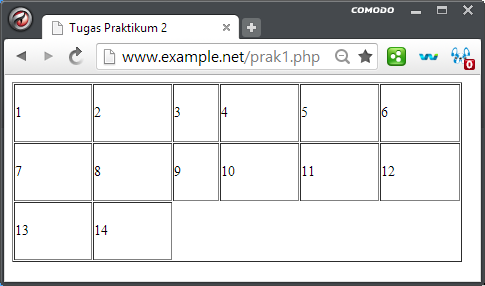 COMODO
Tugas Praktikum 2
www.example.net/prak1.php
0
1 2 3 4 5 6
7 8 9 10 11 12
13 14